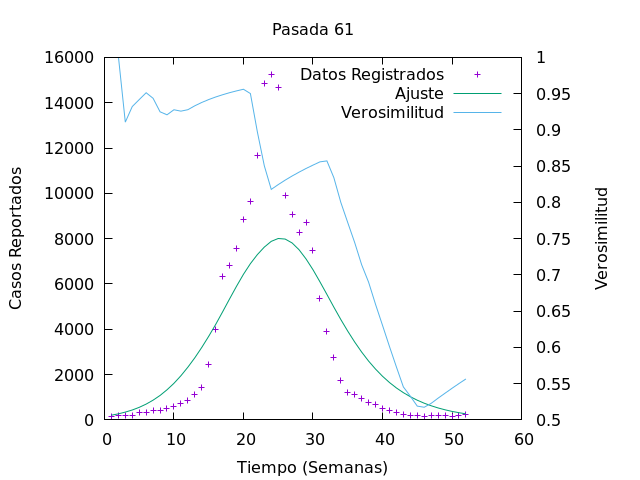 Pasada 61
16000
14000
12000
10000
8000
6000
4000
2000
0
Casos Reportados
1
0.95
0.9
0.85
0.8
0.75
0.7
0.65
0.6
0.55
0.5
Verosimilitud
Datos Registrados
Ajuste
Verosimilitud
0 10 20 30 40 50 60
Tiempo (Semanas)